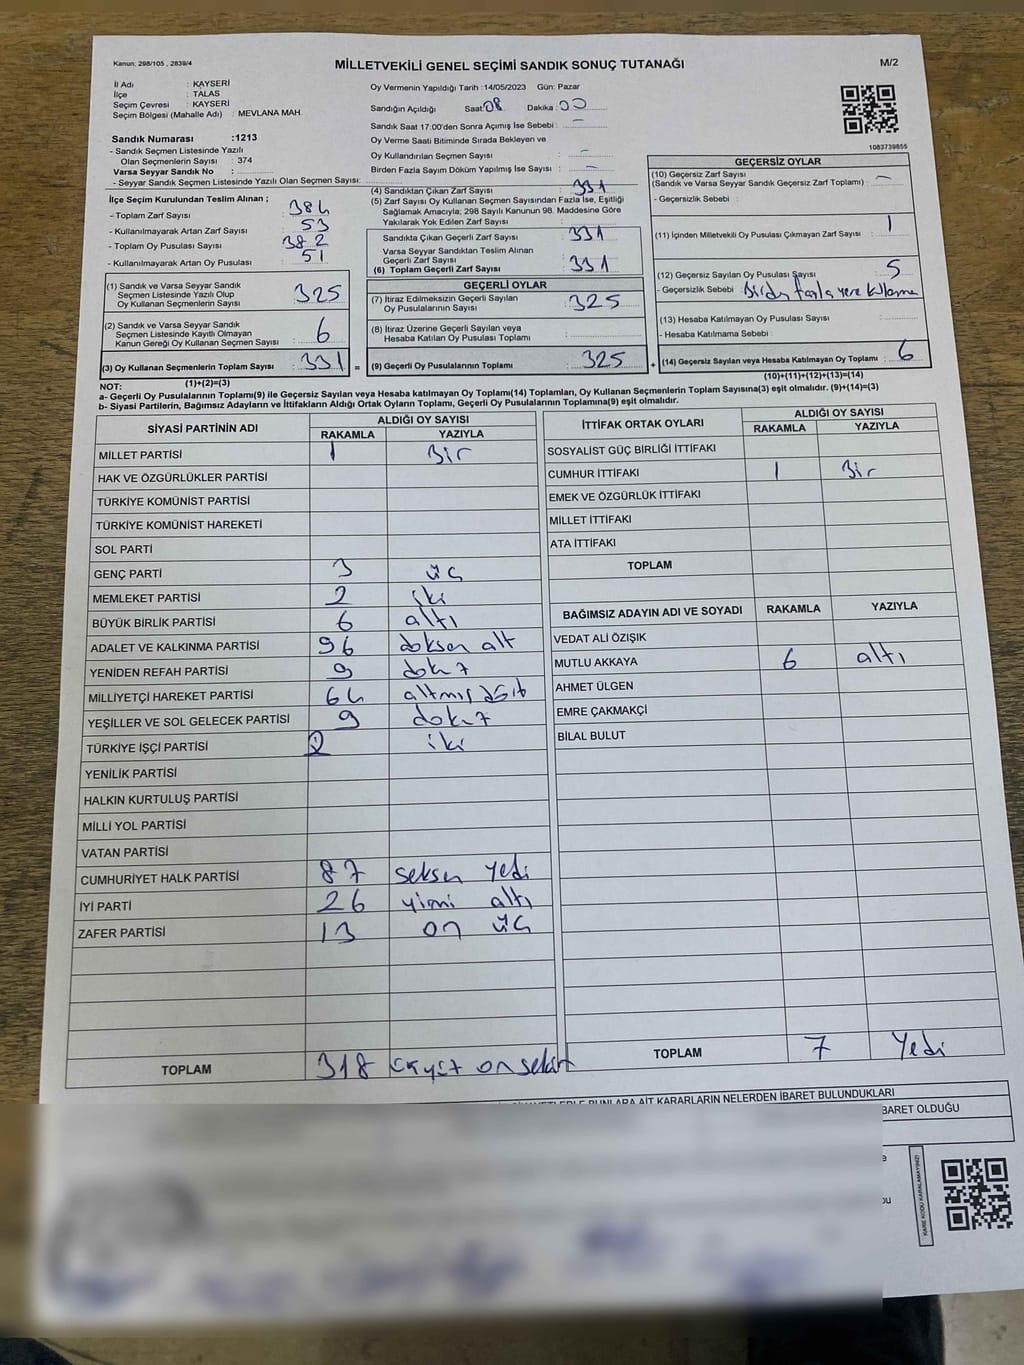 Kanun: 298/105 , 2839/4
MİLLETVEKİLİ GENEL SEÇİMİ SANDIK SONUÇ TUTANAĞI
M/2
İl Adı : KAYSERİ
İlçe : TALAS
Seçim Çevresi : KAYSERİ
Seçim Bölgesi (Mahalle Adı) : MEVLANA MAH.
Sandık Numarası :1213
- Sandık Seçmen Listesinde Yazılı
Olan Seçmenlerin Sayısı : 374
Varsa Seyyar Sandık No :
- Seyyar Sandık Seçmen Listesinde Yazılı Olan Seçmen Sayısı:
Oy Vermenin Yapıldığı Tarih :14/05/2023 Gün: Pazar
Sandığın Açıldığı Saat:08 Dakika:00
Sandık Saat 17:00'den Sonra Açımış İse Sebebi : –
Oy Verme Saati Bitiminde Sırada Bekleyen ve
Oy Kullandırılan Seçmen Sayısı : –
Birden Fazla Sayım Döküm Yapılmış İse Sayısı : –
1083739855
İlçe Seçim Kurulundan Teslim Alınan ;
- Toplam Zarf Sayısı : 384
- Kullanılmayarak Artan Zarf Sayısı : 53
- Toplam Oy Pusulası Sayısı : 382
- Kullanılmayarak Artan Oy Pusulası : 51
(4) Sandıktan Çıkan Zarf Sayısı : 331
(5) Zarf Sayısı Oy Kullanan Seçmen Sayısından Fazla İse, Eşitliği
Sağlamak Amacıyla; 298 Sayılı Kanunun 98. Maddesine Göre
Yakılarak Yok Edilen Zarf Sayısı :
Sandıkta Çıkan Geçerli Zarf Sayısı : 331
Varsa Seyyar Sandıktan Teslim Alınan
Geçerli Zarf Sayısı :
(6) Toplam Geçerli Zarf Sayısı : 331
GEÇERSİZ OYLAR
(10) Geçersiz Zarf Sayısı
(Sandık ve Varsa Seyyar Sandık Geçersiz Zarf Toplamı) : –
- Geçersizlik Sebebi :
(11) İçinden Milletvekili Oy Pusulası Çıkmayan Zarf Sayısı : 1
(12) Geçersiz Sayılan Oy Pusulası Sayısı : 5
- Geçersizlik Sebebi : Birden fazla yere kullanma
(13) Hesaba Katılmayan Oy Pusulası Sayısı :
- Hesaba Katılmama Sebebi :
(14) Geçersiz Sayılan veya Hesaba Katılmayan Oy Toplamı : 6
(10)+(11)+(12)+(13)=(14)
(1) Sandık ve Varsa Seyyar Sandık
Seçmen Listesinde Yazılı Olup
Oy Kullanan Seçmenlerin Sayısı : 325
(2) Sandık ve Varsa Seyyar Sandık
Seçmen Listesinde Kayıtlı Olmayan
Kanun Gereği Oy Kullanan Seçmen Sayısı : 6
(3) Oy Kullanan Seçmenlerin Toplam Sayısı : 331 =
(1)+(2)=(3)
GEÇERLİ OYLAR
(7) İtiraz Edilmeksizin Geçerli Sayılan
Oy Pusulalarının Sayısı : 325
(8) İtiraz Üzerine Geçerli Sayılan veya
Hesaba Katılan Oy Pusulası Toplamı :
(9) Geçerli Oy Pusulalarının Toplamı : 325 +
NOT:
a- Geçerli Oy Pusulalarının Toplamı(9) ile Geçersiz Sayılan veya Hesaba katılmayan Oy Toplamı(14) Toplamları, Oy Kullanan Seçmenlerin Toplam Sayısına(3) eşit olmalıdır. (9)+(14)=(3)
b- Siyasi Partilerin, Bağımsız Adayların ve İttifakların Aldığı Ortak Oyların Toplamı, Geçerli Oy Pusulalarının Toplamına(9) eşit olmalıdır.
SİYASİ PARTİNİN ADI ALDIĞI OY SAYISI
RAKAMLA YAZIYLA
MİLLET PARTİSİ 1 Bir
HAK VE ÖZGÜRLÜKLER PARTİSİ
TÜRKİYE KOMÜNİST PARTİSİ
TÜRKİYE KOMÜNİST HAREKETİ
SOL PARTİ
GENÇ PARTİ 3 üç
MEMLEKET PARTİSİ 2 iki
BÜYÜK BİRLİK PARTİSİ 6 altı
ADALET VE KALKINMA PARTİSİ 96 doksan altı
YENİDEN REFAH PARTİSİ 9 dokuz
MİLLİYETÇİ HAREKET PARTİSİ 64 altmış dört
YEŞİLLER VE SOL GELECEK PARTİSİ 9 dokuz
TÜRKİYE İŞÇİ PARTİSİ 2 iki
YENİLİK PARTİSİ
HALKIN KURTULUŞ PARTİSİ
MİLLİ YOL PARTİSİ
VATAN PARTİSİ
CUMHURİYET HALK PARTİSİ 87 seksen yedi
İYİ PARTİ 26 yirmi altı
ZAFER PARTİSİ 13 on üç
TOPLAM 318 üçyüz on sekiz
İTTİFAK ORTAK OYLARI ALDIĞI OY SAYISI
RAKAMLA YAZIYLA
SOSYALİST GÜÇ BİRLİĞİ İTTİFAKI
CUMHUR İTTİFAKI 1 Bir
EMEK VE ÖZGÜRLÜK İTTİFAKI
MİLLET İTTİFAKI
ATA İTTİFAKI
TOPLAM
BAĞIMSIZ ADAYIN ADI VE SOYADI RAKAMLA YAZIYLA
VEDAT ALİ ÖZIŞIK
MUTLU AKKAYA 6 altı
AHMET ÜLGEN
EMRE ÇAKMAKÇİ
BİLAL BULUT
TOPLAM 7 Yedi
BUNLARA AİT KARARLARIN NELERDEN İBARET BULUNDUKLARI
BARET OLDUĞU
KARE KODU KARALAMAYINIZ!